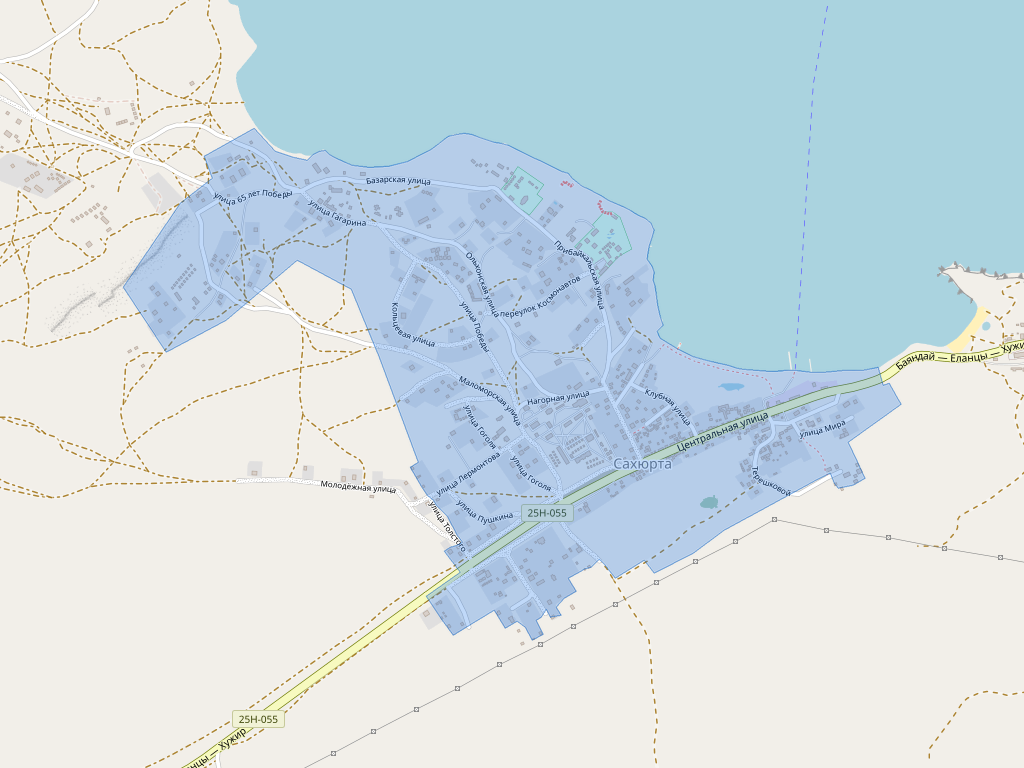 Базарская улица
улица 65 лет Победы
улица Гагарина
Прибайкальская улица
Ольхонская улица
переулок Космонавтов
улица Победы
Кольцевая улица
Баяндай — Еланцы — Хужи
Маломорская улица
Нагорная улица
Клубная улица
улица Гоголя
Центральная улица
улица Мира
Сахюрта
улица Лермонтова
улица Гоголя
Терешковой
Молодежная улица
улица Пушкина
улица Толстого
25Н-055
25Н-055
нцы — Хужир